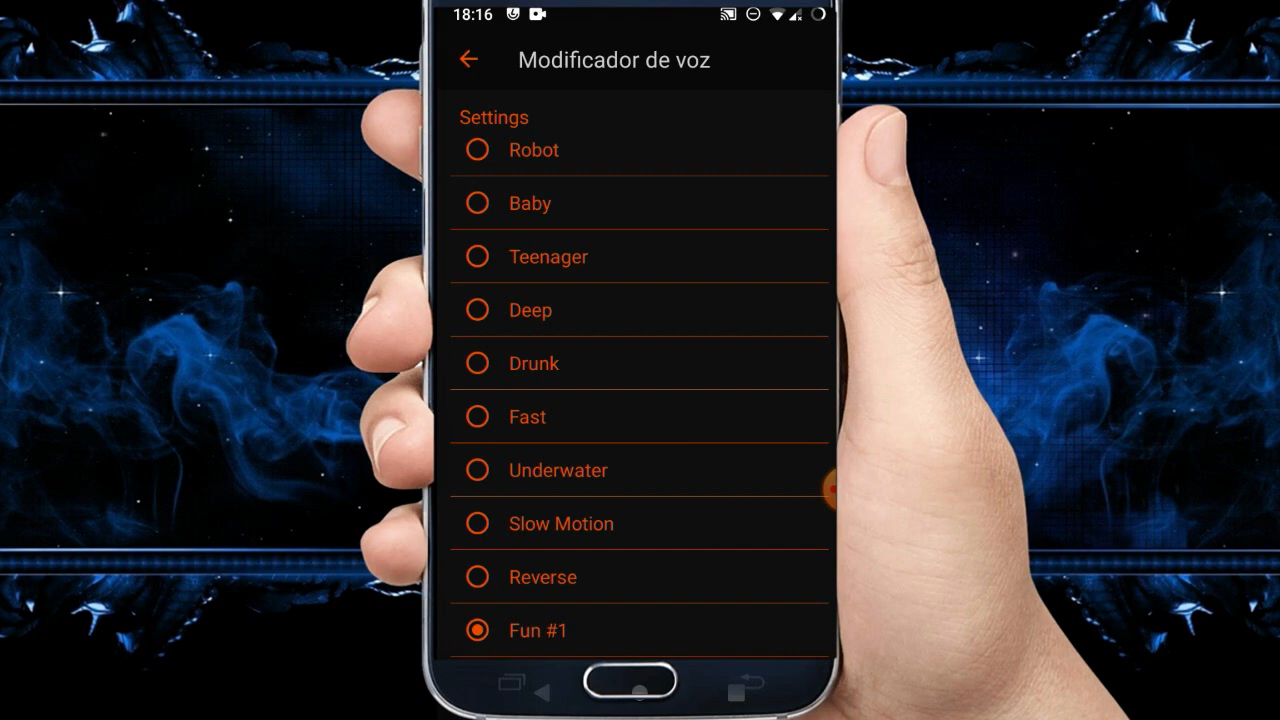 18:16
Modificador de voz
Settings
Robot
Baby
Teenager
Deep
Drunk
Fast
Underwater
Slow Motion
Reverse
Fun #1